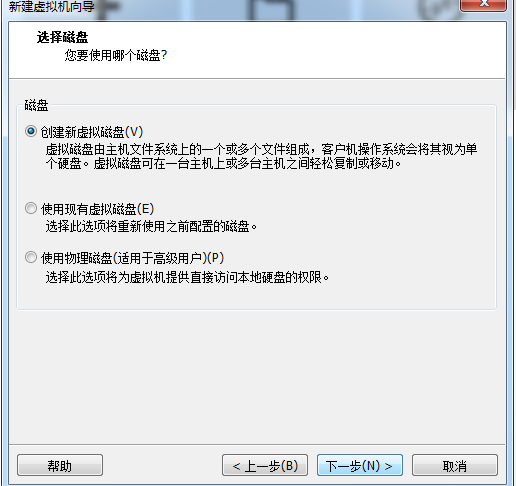 新建虚拟机向导
选择磁盘
您要使用哪个磁盘?
磁盘
创建新虚拟磁盘(V)
虚拟磁盘由主机文件系统上的一个或多个文件组成，客户机操作系统会将其视为单
个硬盘。虚拟磁盘可在一台主机上或多台主机之间轻松复制或移动。
使用现有虚拟磁盘(E)
选择此选项将重新使用之前配置的磁盘。
使用物理磁盘(适用于高级用户)(P)
选择此选项将为虚拟机提供直接访问本地硬盘的权限。
帮助
< 上一步(B)
下一步(N) >
取消